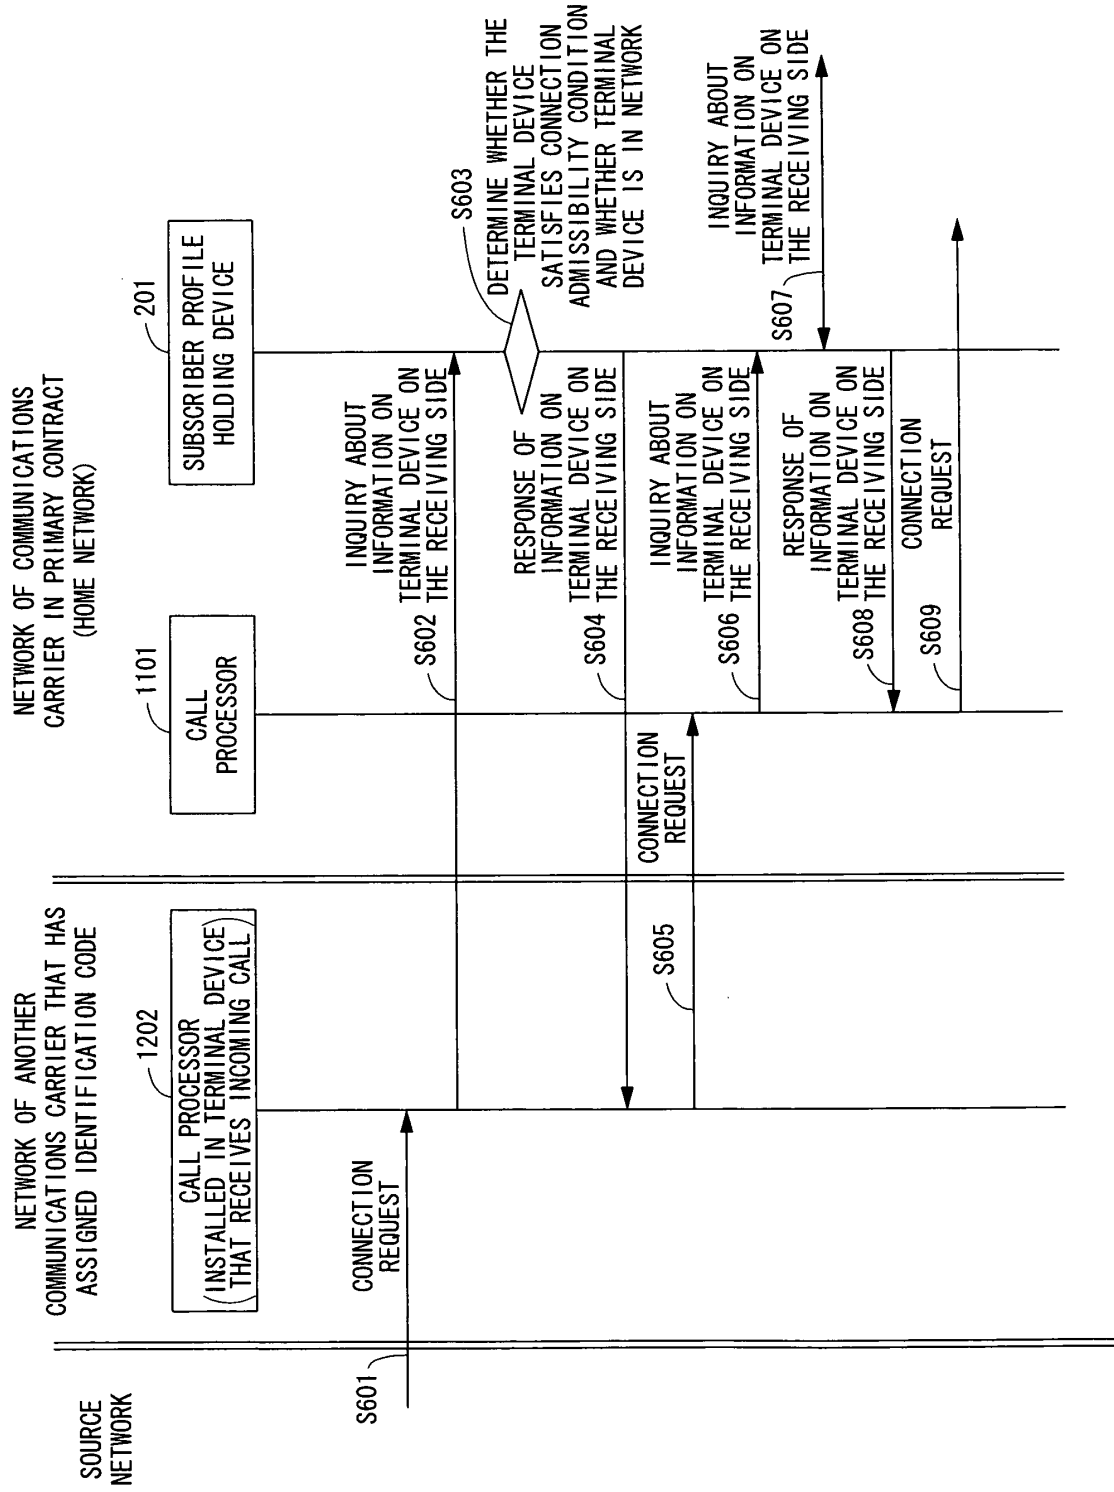 SOURCE
NETWORK
NETWORK OF ANOTHER
COMMUNICATIONS CARRIER THAT HAS
ASSIGNED IDENTIFICATION CODE
NETWORK OF COMMUNICATIONS
CARRIER IN PRIMARY CONTRACT
(HOME NETWORK)
1202
CALL PROCESSOR
(INSTALLED IN TERMINAL DEVICE
THAT RECEIVES INCOMING CALL)
1101
CALL
PROCESSOR
201
SUBSCRIBER PROFILE
HOLDING DEVICE
S601
CONNECTION
REQUEST
S602
INQUIRY ABOUT
INFORMATION ON
TERMINAL DEVICE ON
THE RECEIVING SIDE
S603
DETERMINE WHETHER THE
TERMINAL DEVICE
SATISFIES CONNECTION
ADMISSIBILITY CONDITION
AND WHETHER TERMINAL
DEVICE IS IN NETWORK
S604
RESPONSE OF
INFORMATION ON
TERMINAL DEVICE ON
THE RECEIVING SIDE
S605
CONNECTION
REQUEST
S606
INQUIRY ABOUT
INFORMATION ON
TERMINAL DEVICE ON
THE RECEIVING SIDE
S607
INQUIRY ABOUT
INFORMATION ON
TERMINAL DEVICE ON
THE RECEIVING SIDE
S608
RESPONSE OF
INFORMATION ON
TERMINAL DEVICE ON
THE RECEIVING SIDE
S609
CONNECTION
REQUEST